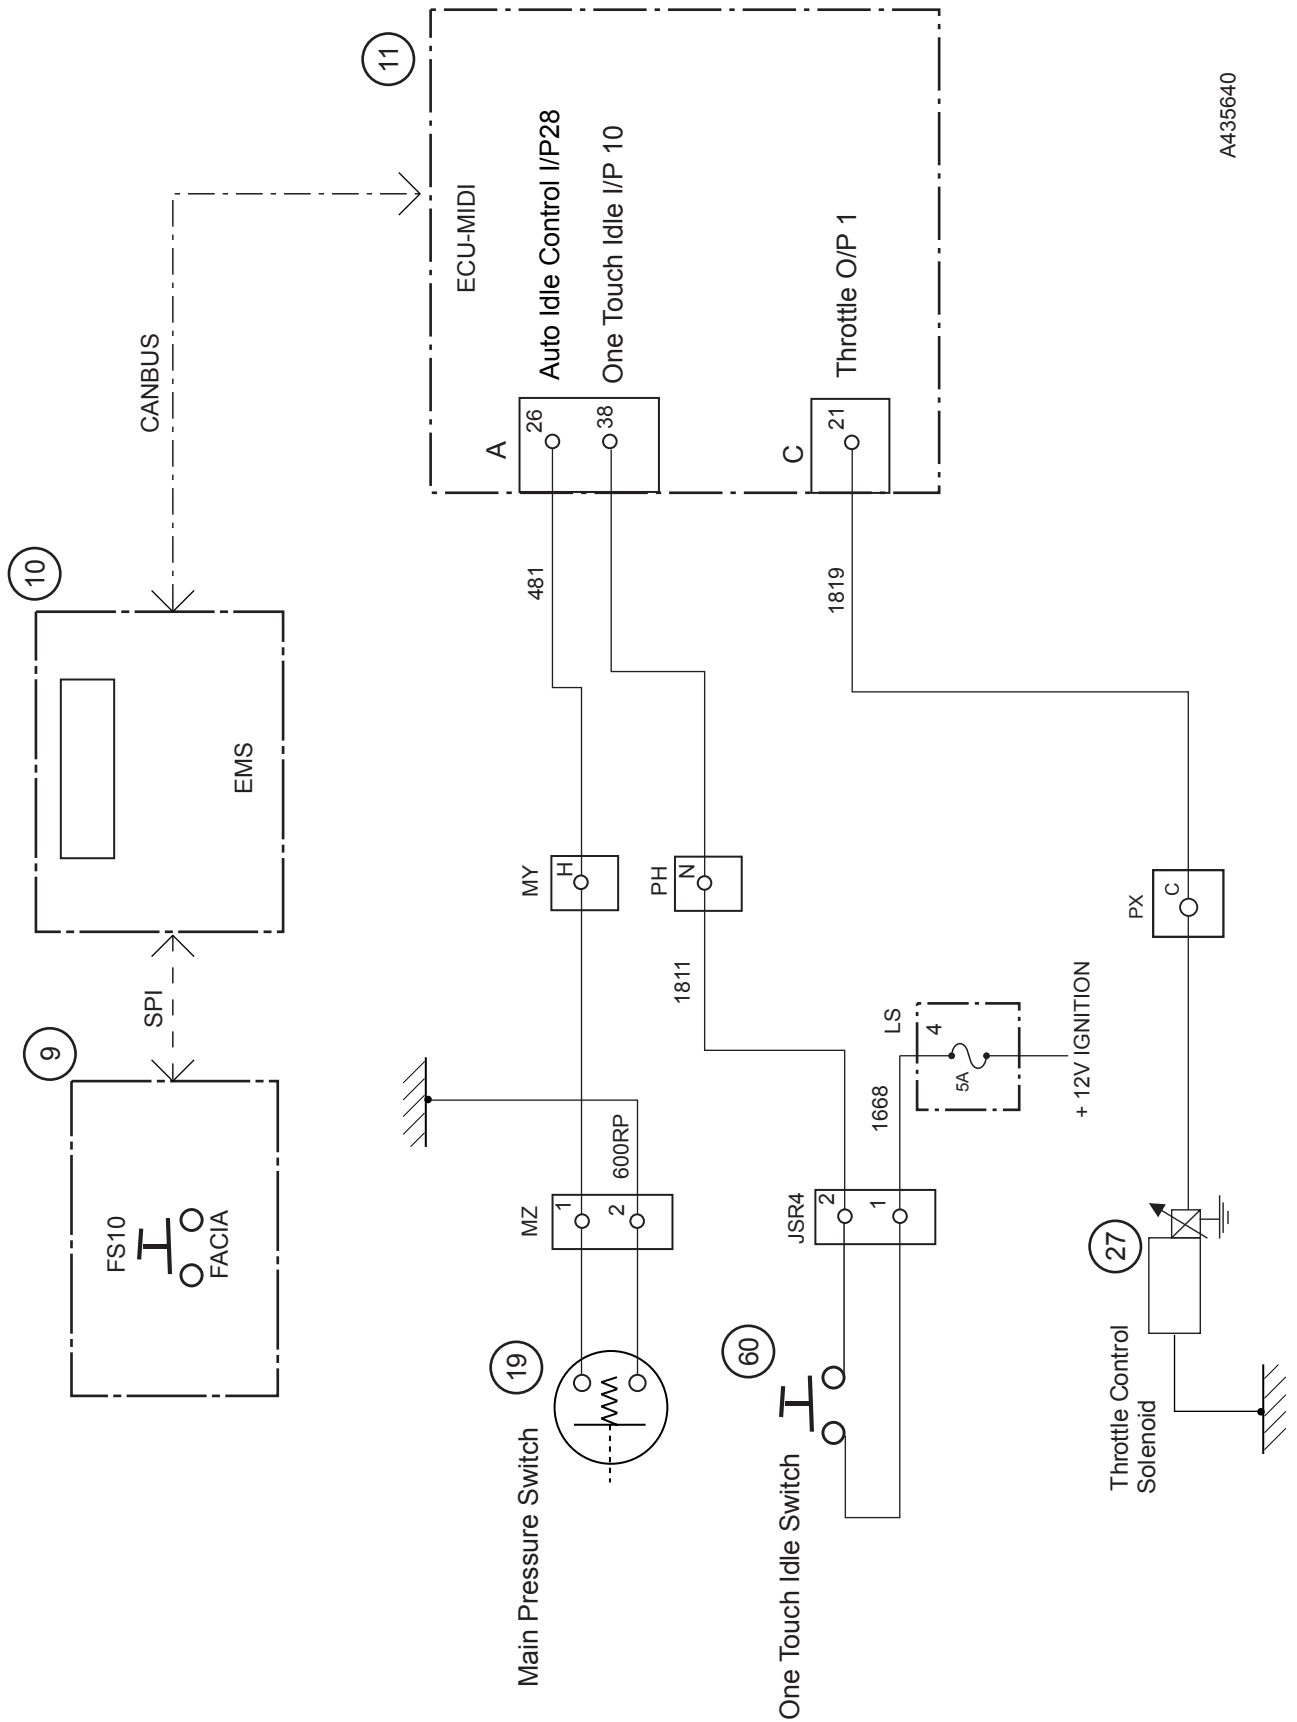 9
FS10
FACIA
SPI
10
EMS
CANBUS
11
ECU-MIDI
A
26
Auto Idle Control I/P28
38
One Touch Idle I/P 10
C
21
Throttle O/P 1
19
Main Pressure Switch
MZ
1
2
600RP
MY
H
481
60
One Touch Idle Switch
JSR4
2
1
1811
PH
N
1668
LS
4
5A
+ 12V IGNITION
27
Throttle Control
Solenoid
PX
C
1819
A435640